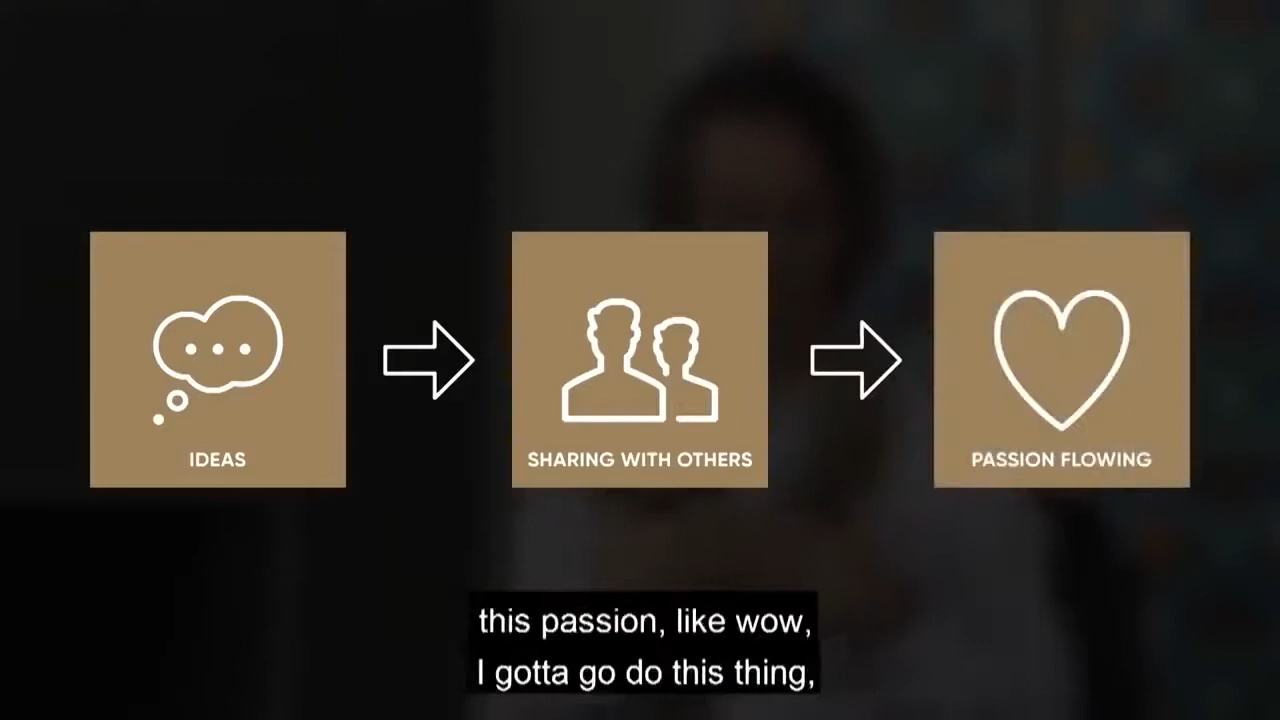 IDEAS
SHARING WITH OTHERS
PASSION FLOWING
this passion, like wow,
I gotta go do this thing,